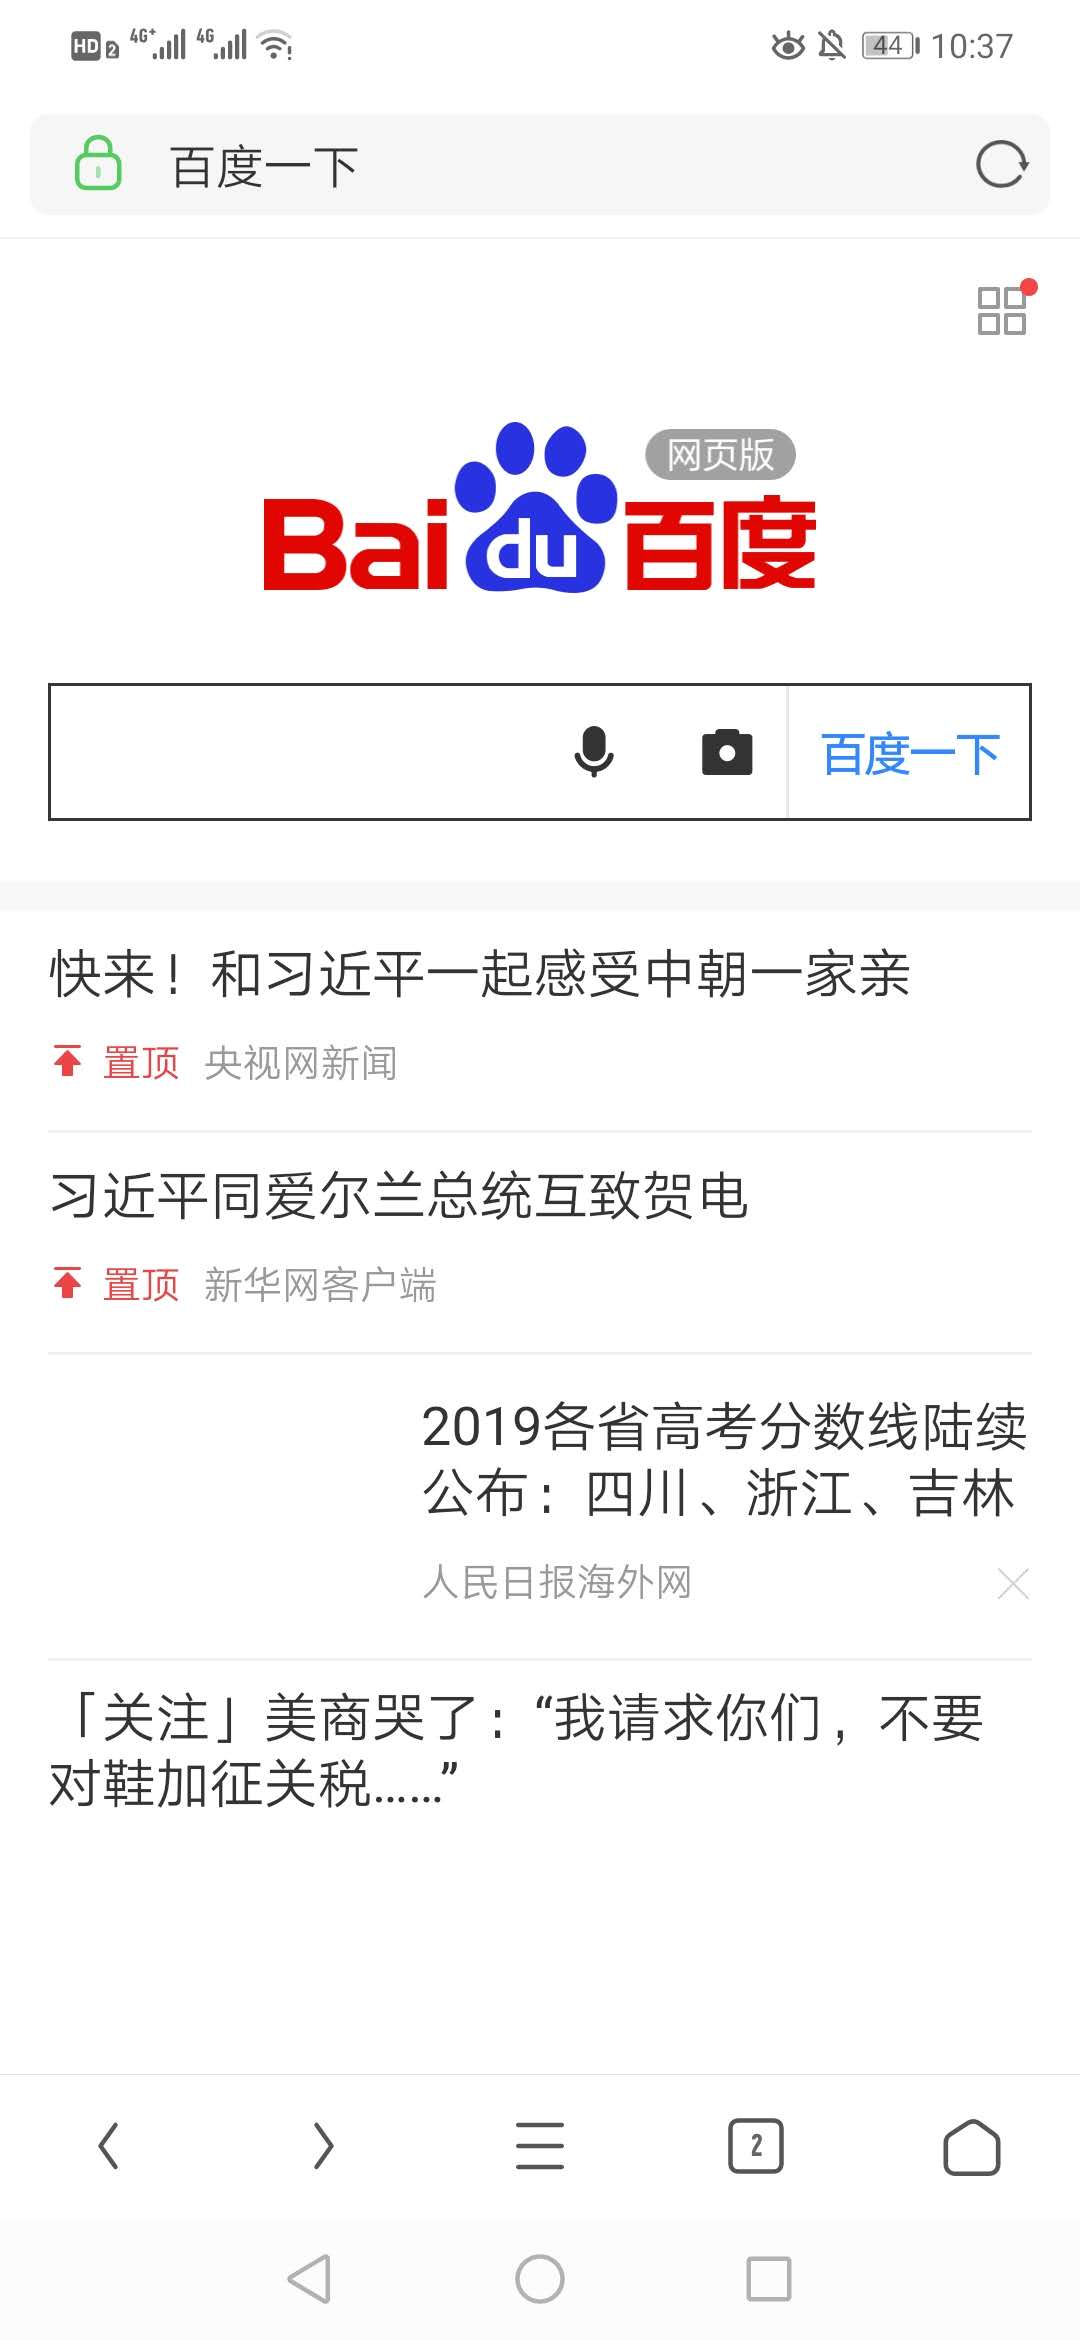 HD 2 4G+ 4G 44 10:37
百度一下
网页版
Bai du 百度
百度一下
快来！和习近平一起感受中朝一家亲
置顶 央视网新闻
习近平同爱尔兰总统互致贺电
置顶 新华网客户端
2019各省高考分数线陆续
公布：四川、浙江、吉林
人民日报海外网
「关注」美商哭了：“我请求你们，不要
对鞋加征关税……”
2